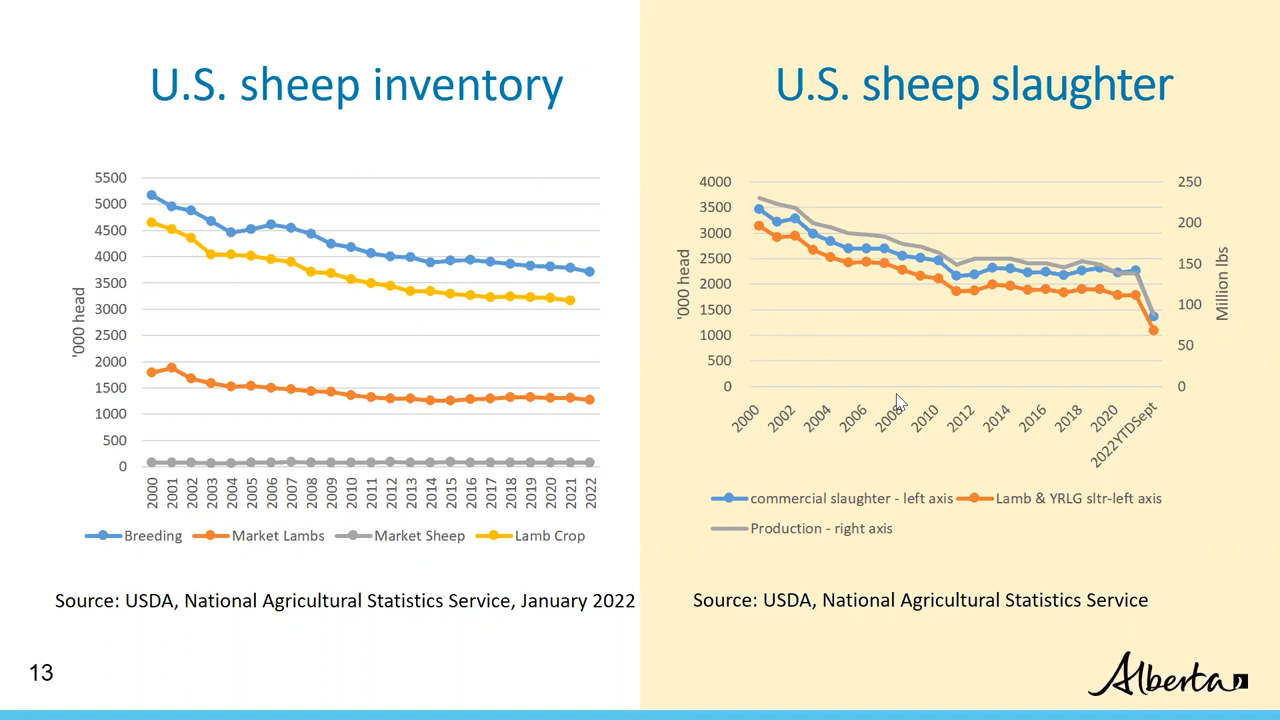 U.S. sheep inventory
5500
5000
4500
4000
3500
3000
2500
2000
1500
1000
500
0
'000 head
2000 2001 2002 2003 2004 2005 2006 2007 2008 2009 2010 2011 2012 2013 2014 2015 2016 2017 2018 2019 2020 2021 2022
Breeding Market Lambs Market Sheep Lamb Crop
Source: USDA, National Agricultural Statistics Service, January 2022
13
U.S. sheep slaughter
4000
3500
3000
2500
2000
1500
1000
500
0
'000 head
250
200
150
100
50
0
Million lbs
2000 2002 2004 2006 2008 2010 2012 2014 2016 2018 2020 2022YTDSept
commercial slaughter - left axis Lamb & YRLG sltr-left axis
Production - right axis
Source: USDA, National Agricultural Statistics Service
Alberta